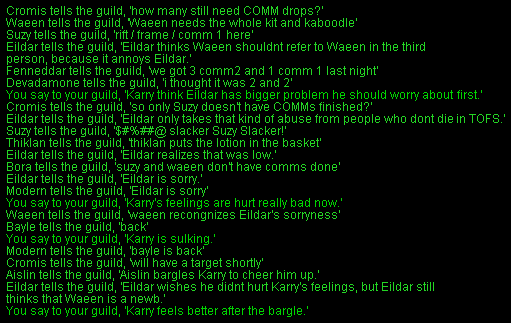 Cromis tells the guild, 'how many still need COMM drops?'
Waeen tells the guild, 'Waeen needs the whole kit and kaboodle'
Suzy tells the guild, 'rift / frame / comm 1 here'
Eildar tells the guild, 'Eildar thinks Waeen shouldnt refer to Waeen in the third
person, because it annoys Eildar.'
Fenneddar tells the guild, 'we got 3 comm2 and 1 comm 1 last night'
Devadamone tells the guild, 'i thought it was 2 and 2'
You say to your guild, 'Karry think Eildar has bigger problem he should worry about first.'
Cromis tells the guild, 'so only Suzy doesn't have COMMs finished?'
Eildar tells the guild, 'Eildar only takes that kind of abuse from people who dont die in TOFS.'
Suzy tells the guild, '$#%##@ slacker Suzy Slacker!'
Thiklan tells the guild, 'thiklan puts the lotion in the basket'
Eildar tells the guild, 'Eildar realizes that was low.'
Bora tells the guild, 'suzy and waeen don't have comms done'
Eildar tells the guild, 'Eildar is sorry.'
Modern tells the guild, 'Eildar is sorry'
You say to your guild, 'Karry's feelings are hurt really bad now.'
Waeen tells the guild, 'waeen recongnizes Eildar's sorryness'
Bayle tells the guild, 'back'
You say to your guild, 'Karry is sulking.'
Modern tells the guild, 'bayle is back'
Cromis tells the guild, 'will have a target shortly'
Aislin tells the guild, 'Aislin bargles Karry to cheer him up.'
Eildar tells the guild, 'Eildar wishes he didnt hurt Karry's feelings, but Eildar still
thinks that Waeen is a newb.'
You say to your guild, 'Karry feels better after the bargle.'